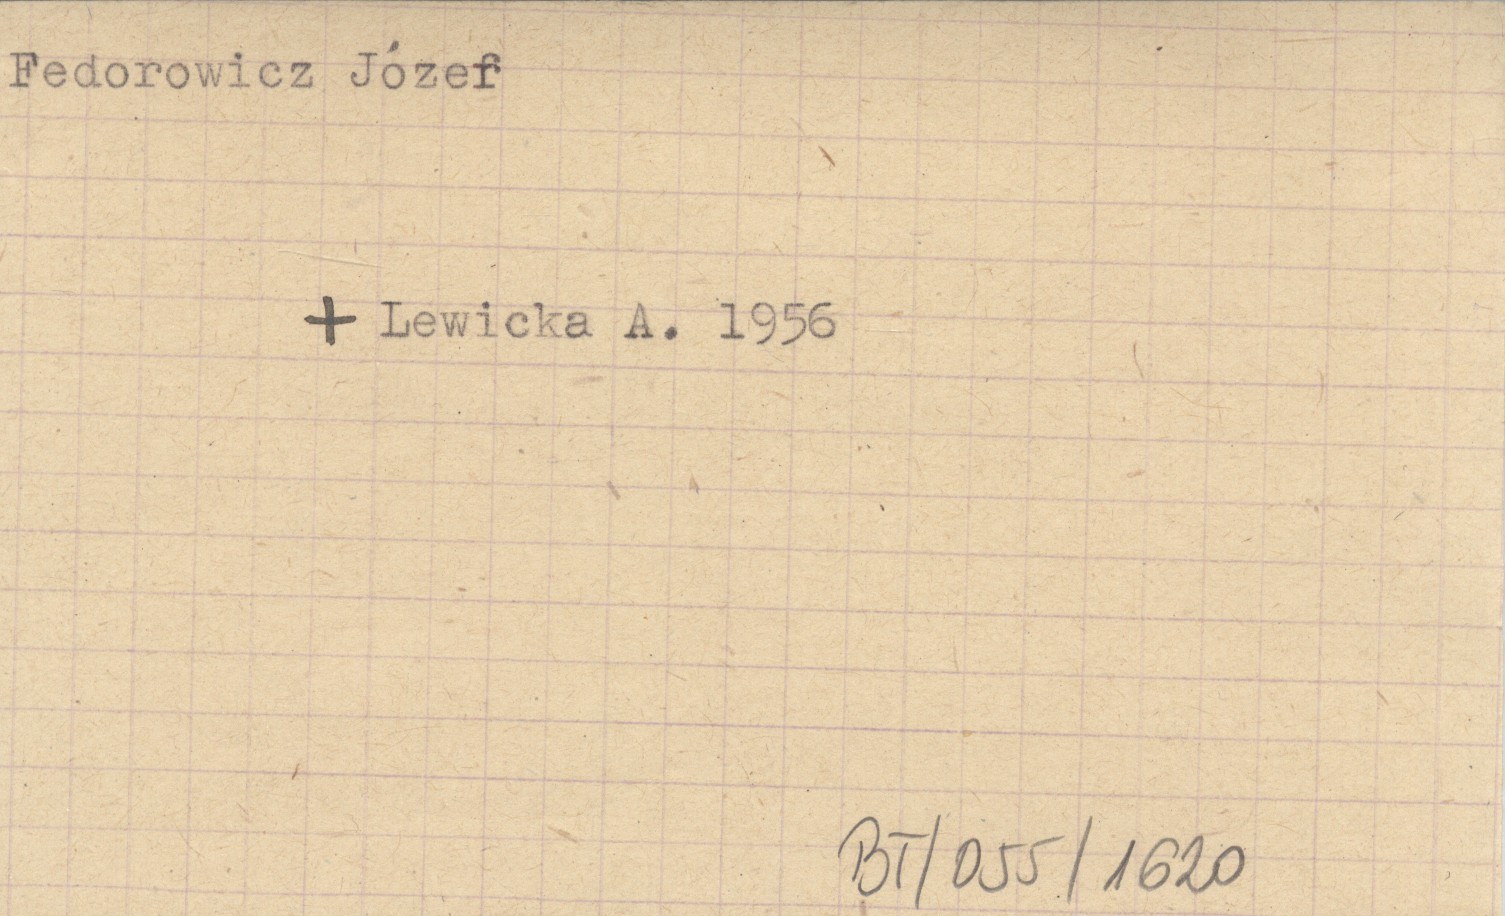 Fedorowicz Józef
+ Lewicka A. 1956
BT/055/1620